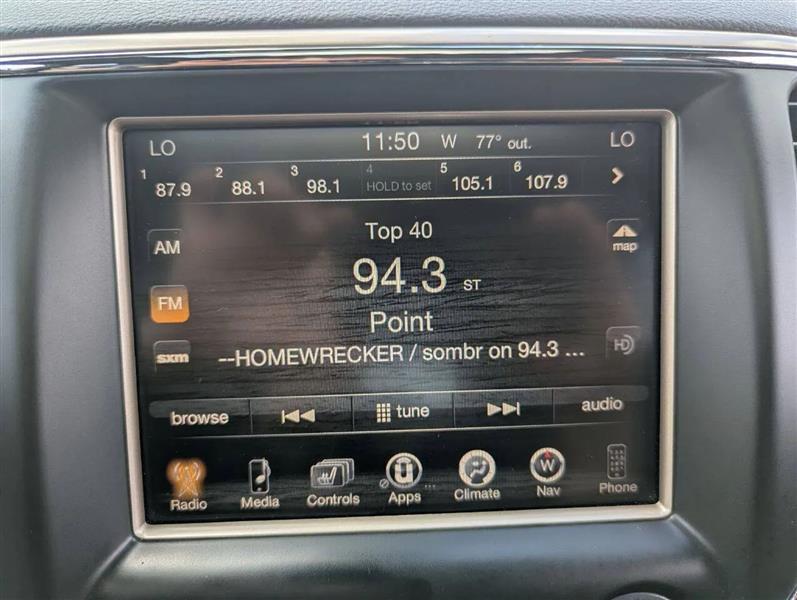 LO 11:50 W 77° out. LO
1 87.9 2 88.1 3 98.1 4 HOLD to set 5 105.1 6 107.9 >
Top 40
AM
map
94.3 ST
FM
Point
HD
sxm
--HOMEWRECKER / sombr on 94.3 ...
browse tune audio
W
Radio Media Controls Apps ... Climate Nav Phone